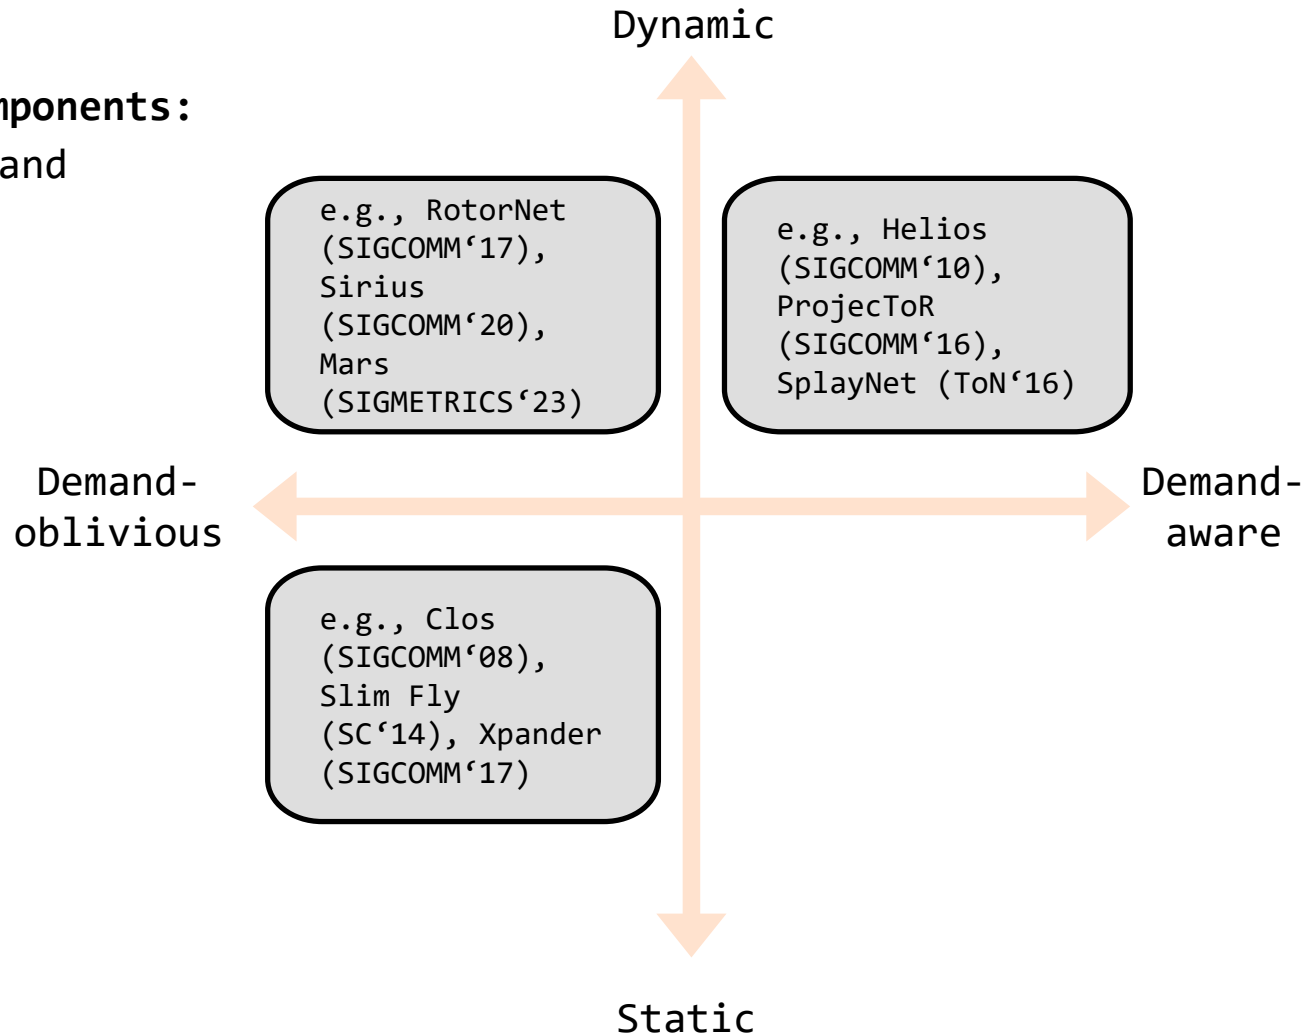 Dynamic
mponents:
and
e.g., RotorNet
(SIGCOMM‘17),
Sirius
(SIGCOMM‘20),
Mars
(SIGMETRICS‘23)
e.g., Helios
(SIGCOMM‘10),
ProjecToR
(SIGCOMM‘16),
SplayNet (ToN‘16)
Demand-
oblivious
Demand-
aware
e.g., Clos
(SIGCOMM‘08),
Slim Fly
(SC‘14), Xpander
(SIGCOMM‘17)
Static